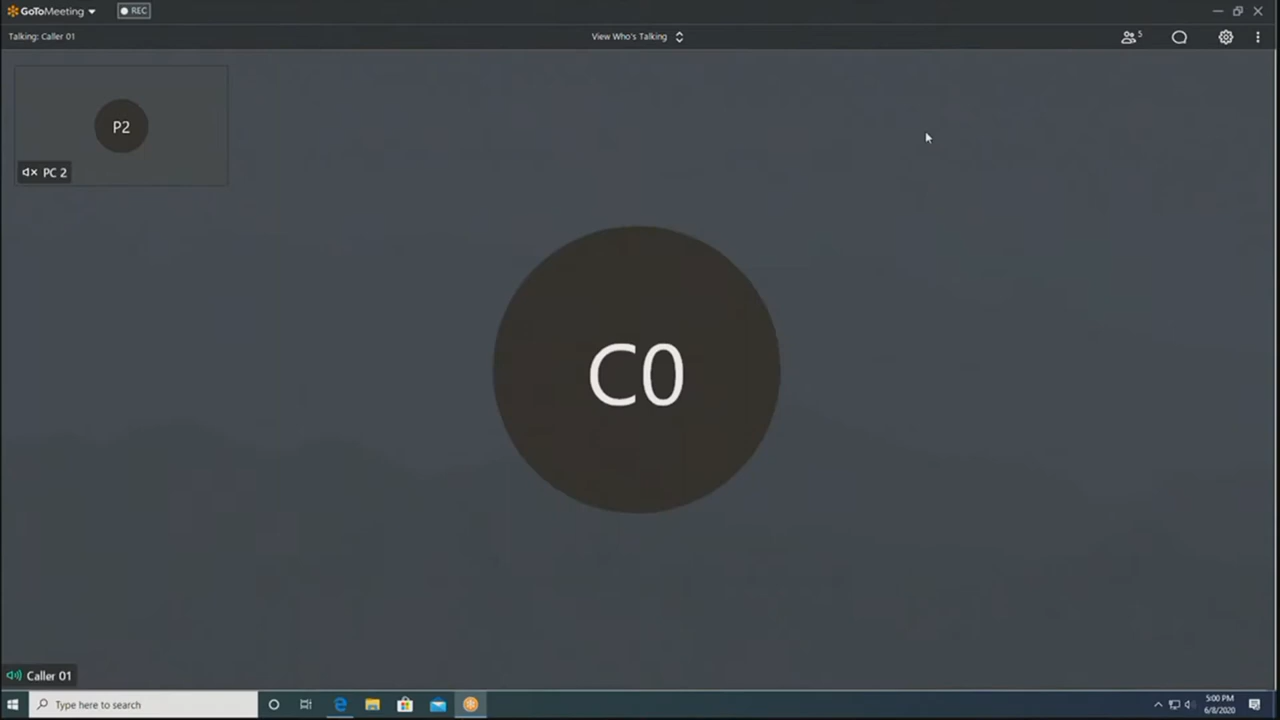 GoToMeeting
REC
Talking: Caller 01
View Who's Talking
5
P2
PC 2
C0
Caller 01
Type here to search
5:00 PM
6/8/2020